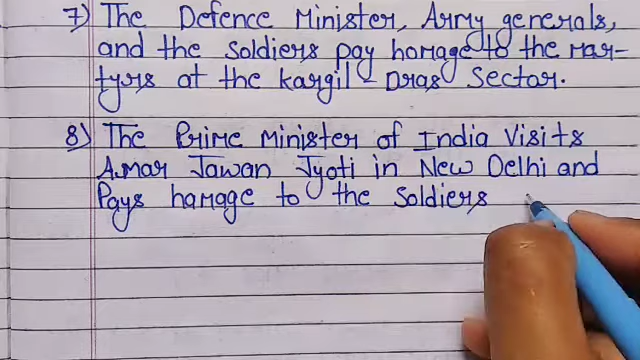 7) The Defence Minister, Army generals,
and the soldiers pay homage to the mar-
tyrs at the Kargil - Dras Sector.
8) The Prime Minister of India Visits
Amar Jawan Jyoti in New Delhi and
Pays hamage to the soldiers